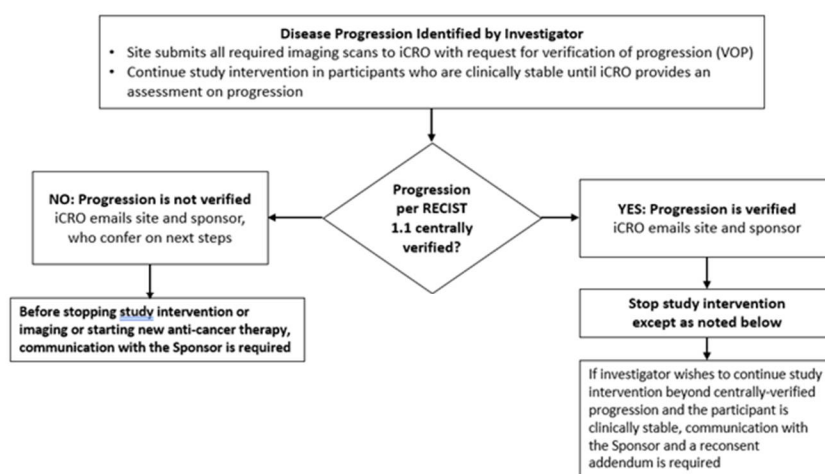 Disease Progression Identified by Investigator
• Site submits all required imaging scans to iCRO with request for verification of progression (VOP)
• Continue study intervention in participants who are clinically stable until iCRO provides an
assessment on progression
Progression
per RECIST
1.1 centrally
verified?
NO: Progression is not verified
iCRO emails site and sponsor,
who confer on next steps
Before stopping study intervention or
imaging or starting new anti-cancer therapy,
communication with the Sponsor is required
YES: Progression is verified
iCRO emails site and sponsor
Stop study intervention
except as noted below
If investigator wishes to continue study
intervention beyond centrally-verified
progression and the participant is
clinically stable, communication with
the Sponsor and a reconsent
addendum is required